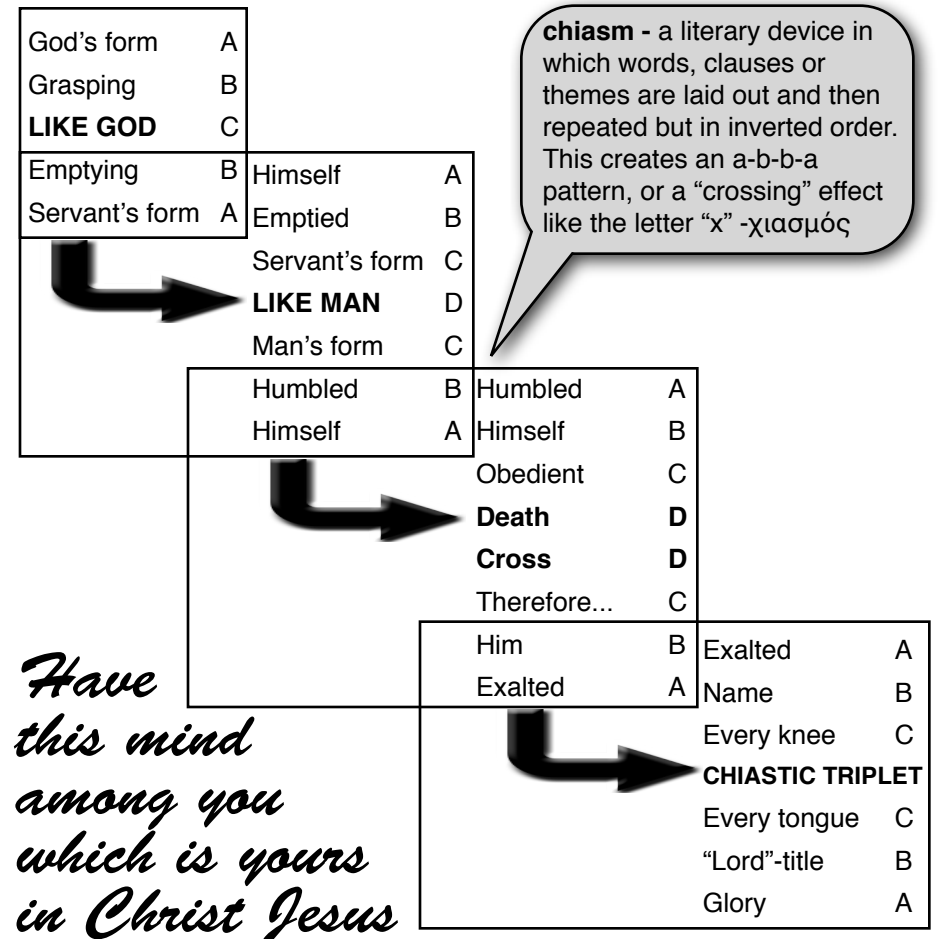 God's form A
Grasping B
LIKE GOD C
Emptying B
Servant's form A
chiasm - a literary device in
which words, clauses or
themes are laid out and then
repeated but in inverted order.
This creates an a-b-b-a
pattern, or a “crossing” effect
like the letter “x” -χιασμός
Himself A
Emptied B
Servant's form C
LIKE MAN D
Man's form C
Humbled B
Himself A
Humbled A
Himself B
Obedient C
Death D
Cross D
Therefore... C
Him B
Exalted A
Exalted A
Name B
Every knee C
CHIASTIC TRIPLET
Every tongue C
“Lord”-title B
Glory A
Have
this mind
among you
which is yours
in Christ Jesus